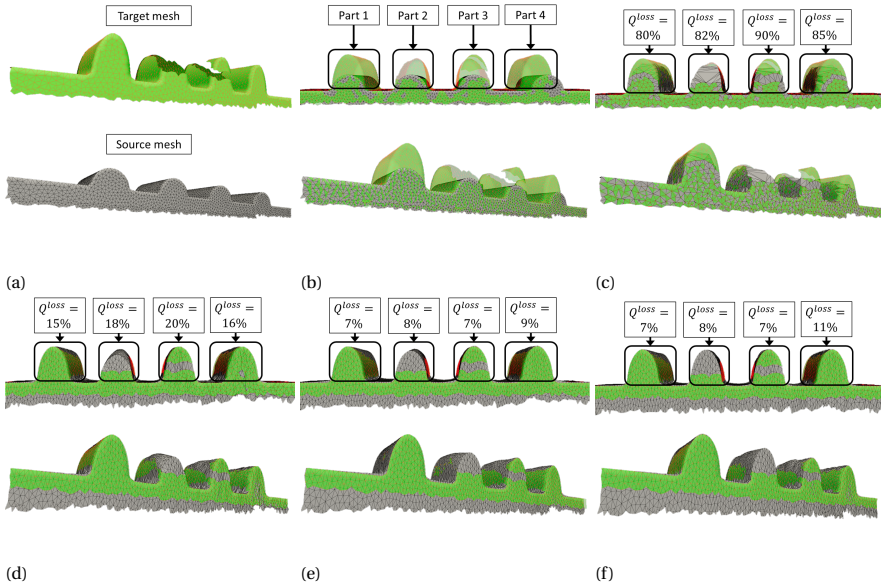 Target mesh
Source mesh
(a)
Part 1 Part 2 Part 3 Part 4
(b)
Q^loss = Q^loss = Q^loss = Q^loss =
80% 82% 90% 85%
(c)
Q^loss = Q^loss = Q^loss = Q^loss =
15% 18% 20% 16%
(d)
Q^loss = Q^loss = Q^loss = Q^loss =
7% 8% 7% 9%
(e)
Q^loss = Q^loss = Q^loss = Q^loss =
7% 8% 7% 11%
(f)